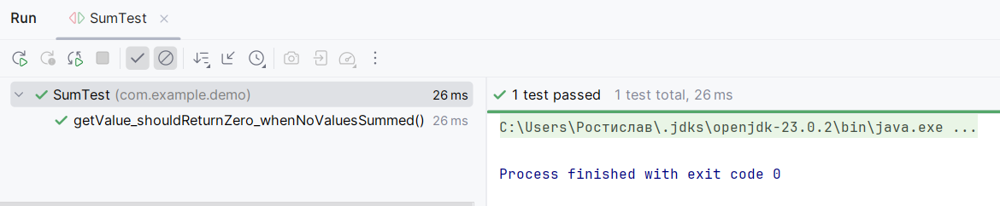 Run SumTest
SumTest (com.example.demo) 26 ms
getValue_shouldReturnZero_whenNoValuesSummed() 26 ms
1 test passed 1 test total, 26 ms
C:\Users\Ростислав\.jdks\openjdk-23.0.2\bin\java.exe ...
Process finished with exit code 0